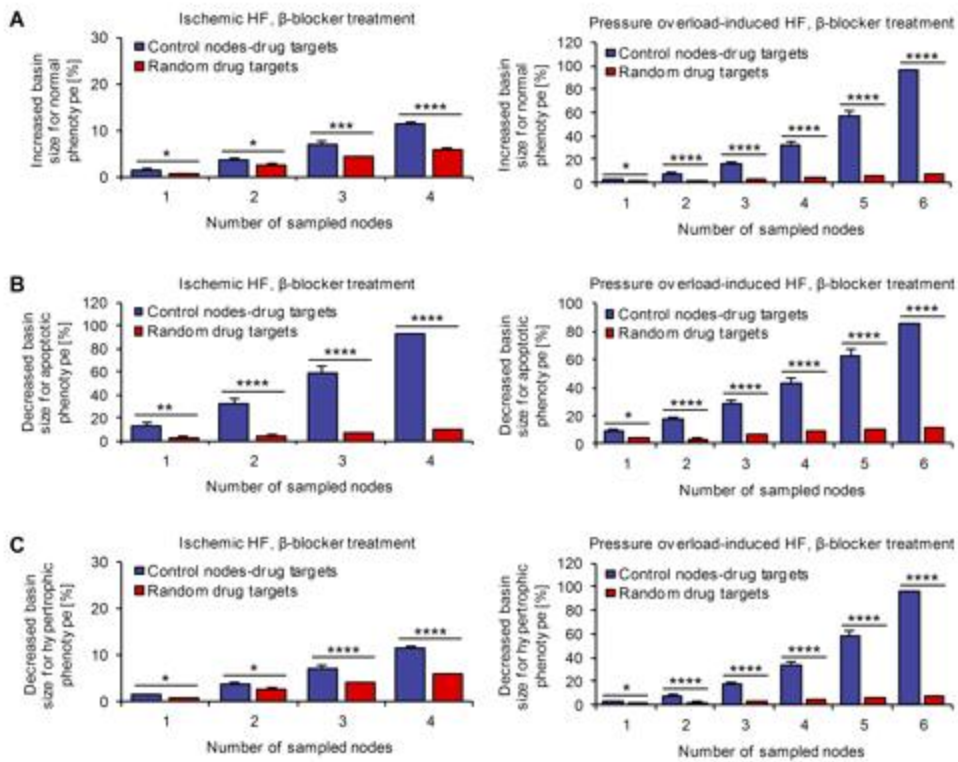 A
Ischemic HF, β-blocker treatment
Increased basin
size for normal
phenotype [%]
30
20
10
0
Control nodes-drug targets
Random drug targets
* * *** ****
1 2 3 4
Number of sampled nodes
Pressure overload-induced HF, β-blocker treatment
Increased basin
size for normal
phenotype [%]
120
100
80
60
40
20
0
Control nodes-drug targets
Random drug targets
* **** **** **** **** ****
1 2 3 4 5 6
Number of sampled nodes
B
Ischemic HF, β-blocker treatment
Decreased basin
size for apoptotic
phenotype [%]
120
100
80
60
40
20
0
Control nodes-drug targets
Random drug targets
** **** **** ****
1 2 3 4
Number of sampled nodes
Pressure overload-induced HF, β-blocker treatment
Decreased basin
size for apoptotic
phenotype [%]
100
80
60
40
20
0
Control nodes-drug targets
Random drug targets
* **** **** **** **** ****
1 2 3 4 5 6
Number of sampled nodes
C
Ischemic HF, β-blocker treatment
Decreased basin
size for hypertrophic
phenotype [%]
30
20
10
0
Control nodes-drug targets
Random drug targets
* * **** ****
1 2 3 4
Number of sampled nodes
Pressure overload-induced HF, β-blocker treatment
Decreased basin
size for hypertrophic
phenotype [%]
120
100
80
60
40
20
0
Control nodes-drug targets
Random drug targets
* **** **** **** **** ****
1 2 3 4 5 6
Number of sampled nodes